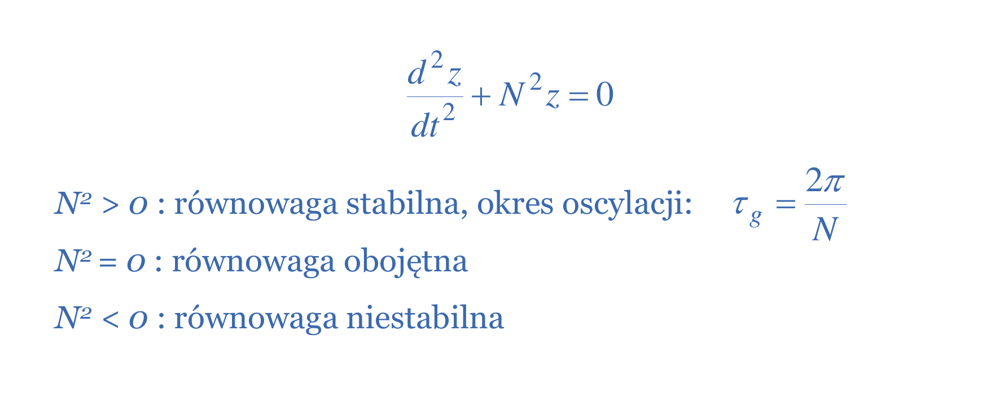 d²z/dt² + N²z = 0
N² > 0 : równowaga stabilna, okres oscylacji: τ_g = 2π/N
N² = 0 : równowaga obojętna
N² < 0 : równowaga niestabilna